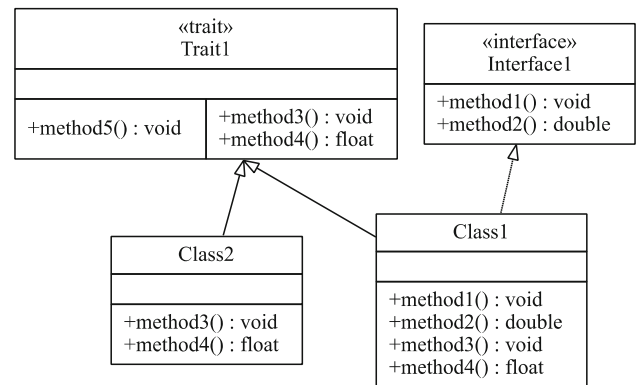 «trait»
Trait1
+method5() : void
+method3() : void
+method4() : float
«interface»
Interface1
+method1() : void
+method2() : double
Class2
+method3() : void
+method4() : float
Class1
+method1() : void
+method2() : double
+method3() : void
+method4() : float